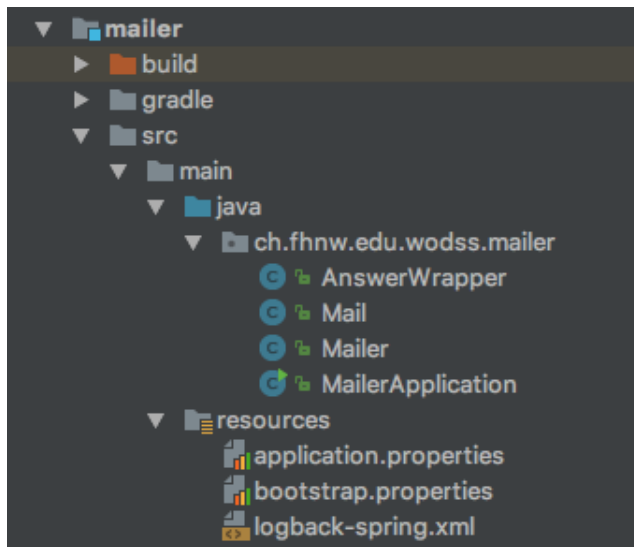 mailer
build
gradle
src
main
java
ch.fhnw.edu.wodss.mailer
AnswerWrapper
Mail
Mailer
MailerApplication
resources
application.properties
bootstrap.properties
logback-spring.xml